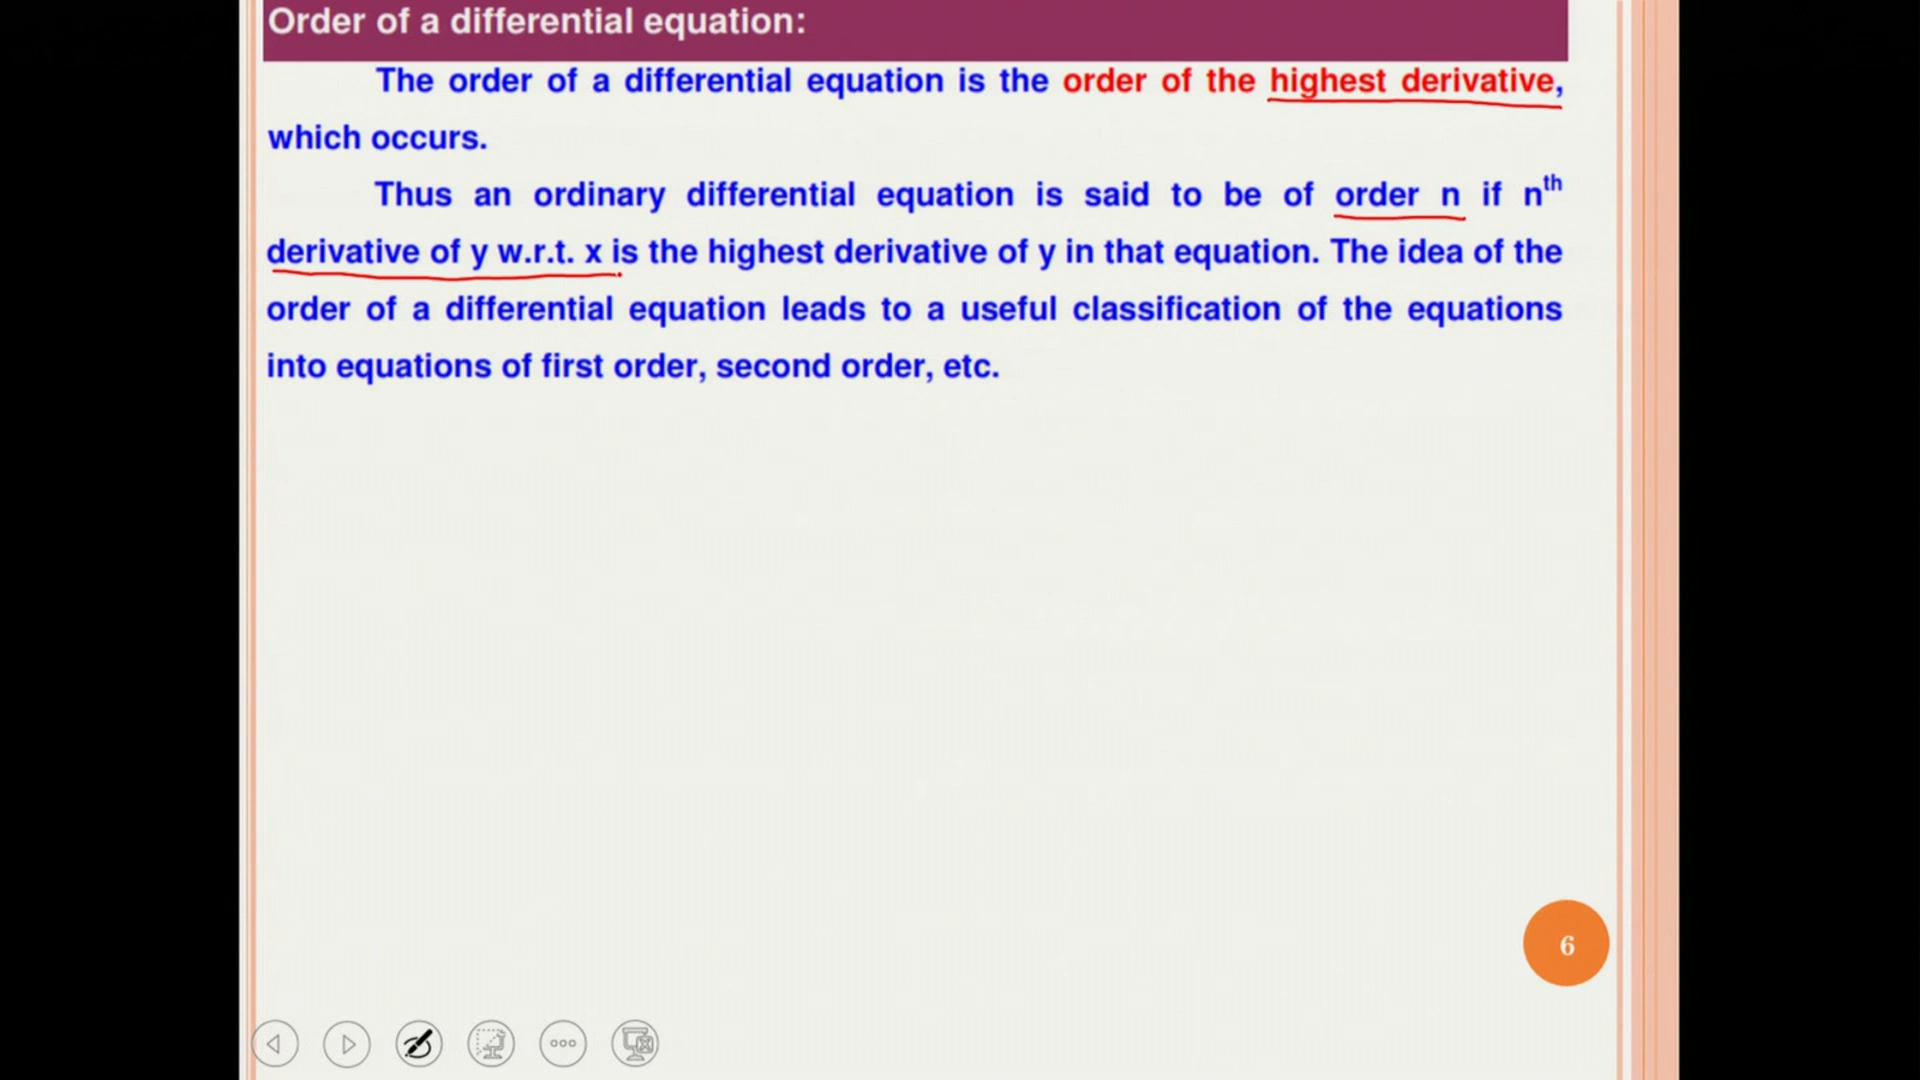 Order of a differential equation:
The order of a differential equation is the order of the highest derivative,
which occurs.
Thus an ordinary differential equation is said to be of order n if nth
derivative of y w.r.t. x is the highest derivative of y in that equation. The idea of the
order of a differential equation leads to a useful classification of the equations
into equations of first order, second order, etc.
6